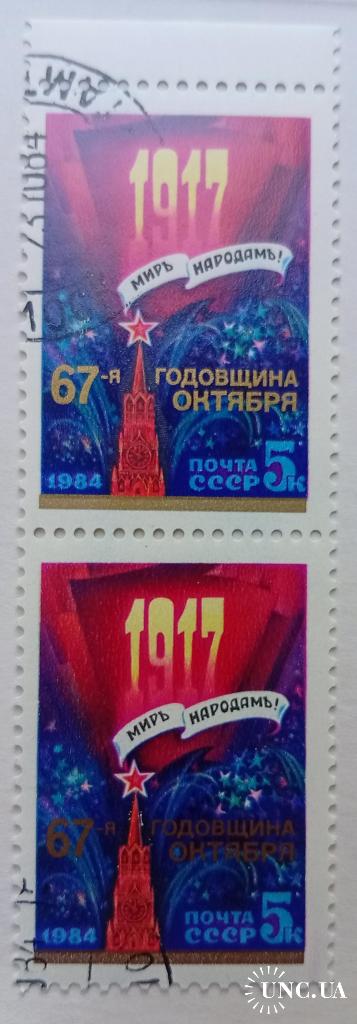 1917
МИРЪ НАРОДАМЪ!
67-я ГОДОВЩИНА
ОКТЯБРЯ
ПОЧТА
1984 СССР 5к
1917
МИРЪ НАРОДАМЪ!
67-я ГОДОВЩИНА
ОКТЯБРЯ
ПОЧТА
1984 СССР 5к
UNC.UA